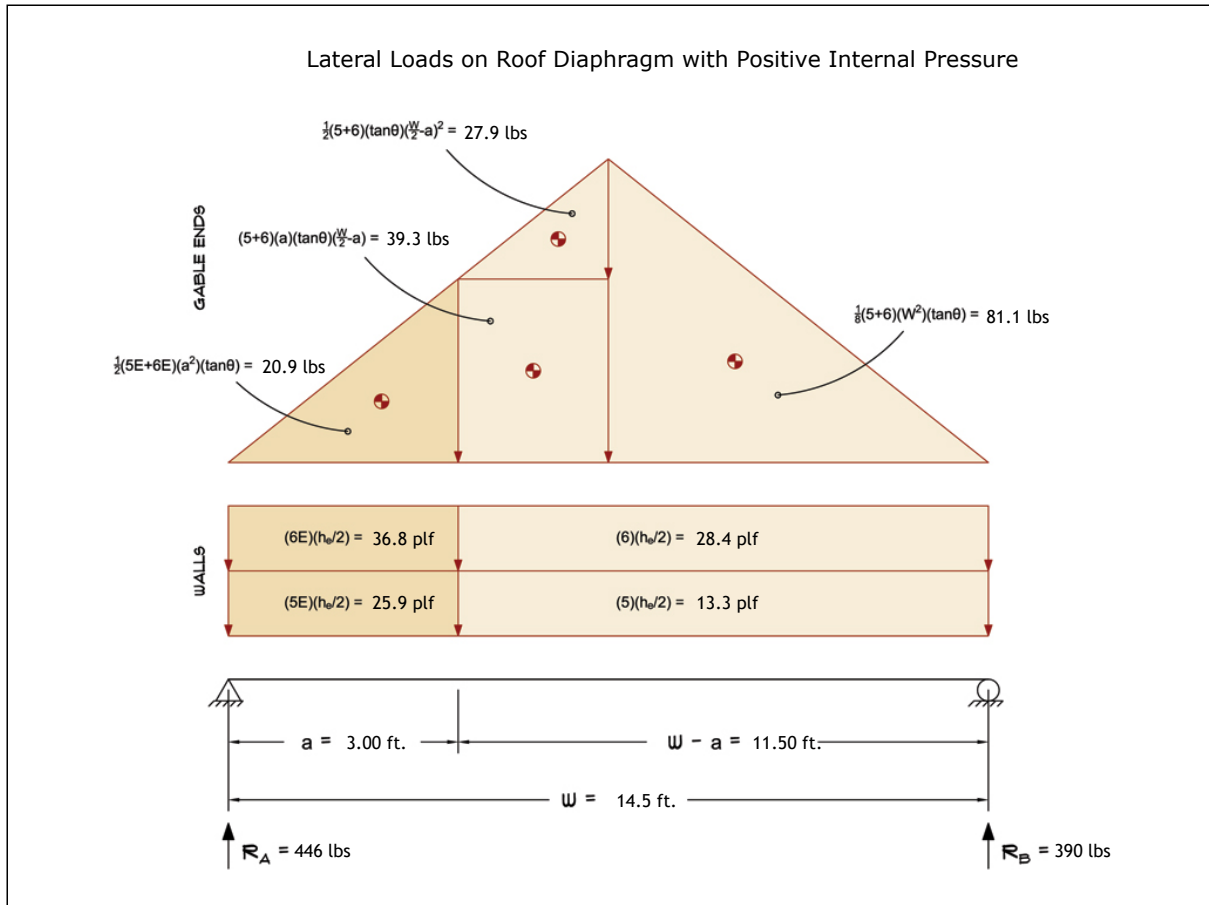 Lateral Loads on Roof Diaphragm with Positive Internal Pressure
½(5+6)(tanθ)(W/2-a)² = 27.9 lbs
GABLE ENDS
(5+6)(a)(tanθ)(W/2-a) = 39.3 lbs
⅛(5+6)(W²)(tanθ) = 81.1 lbs
½(5E+6E)(a²)(tanθ) = 20.9 lbs
WALLS
(6E)(hₑ/2) = 36.8 plf
(6)(hₑ/2) = 28.4 plf
(5E)(hₑ/2) = 25.9 plf
(5)(hₑ/2) = 13.3 plf
a = 3.00 ft.
W - a = 11.50 ft.
W = 14.5 ft.
R_A = 446 lbs
R_B = 390 lbs